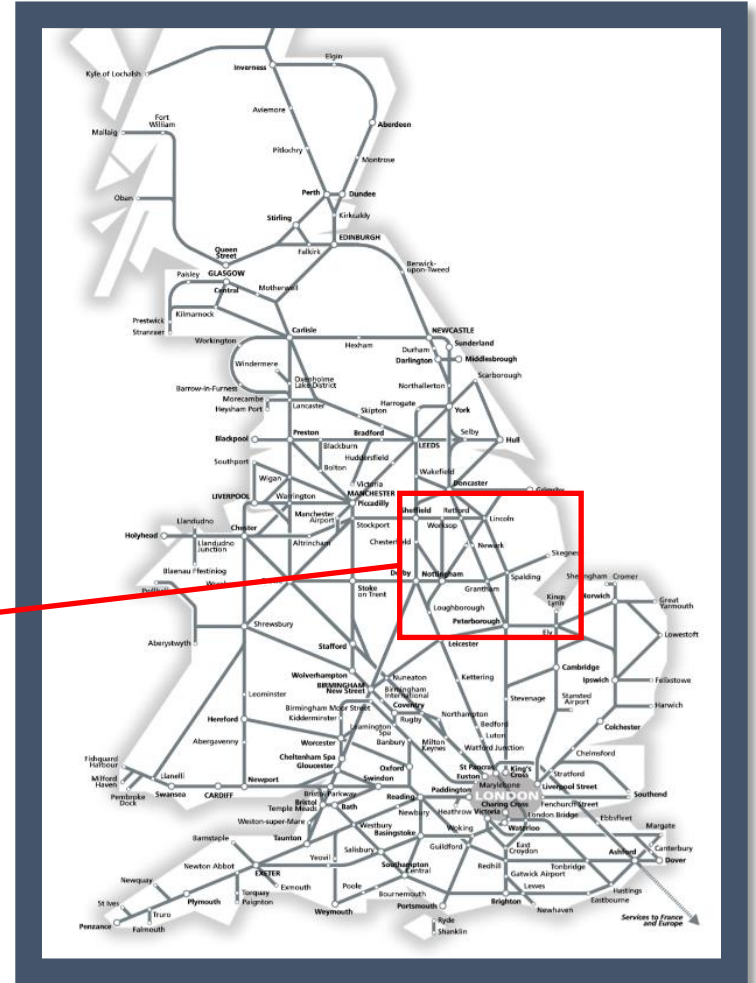 Elgin
Inverness
Kyle of Lochalsh
Aviemore
Fort
William
Aberdeen
Mallaig
Pitlochry
Montrose
Perth
Dundee
Oban
Stirling
Kirkcaldy
EDINBURGH
Queen
Street
Falkirk
Berwick-
upon-Tweed
Paisley
GLASGOW
Central
Motherwell
Prestwick
Kilmarnock
Stranraer
Carlisle
NEWCASTLE
Workington
Hexham
Sunderland
Durham
Darlington
Middlesbrough
Windermere
Scarborough
Oxenholme
Lake District
Barrow-in-Furness
Northallerton
Morecambe
Heysham Port
Lancaster
Harrogate
York
Skipton
Blackpool
Preston
Bradford
Selby
Hull
Blackburn
LEEDS
Southport
Huddersfield
Bolton
Wakefield
Wigan
Victoria
Doncaster
MANCHESTER
Grimsby
LIVERPOOL
Warrington
Piccadilly
Sheffield
Retford
Lincoln
Llandudno
Manchester
Airport
Stockport
Worksop
Holyhead
Llandudno
Junction
Chester
Altrincham
Chesterfield
Newark
Skegness
Blaenau Ffestiniog
Derby
Nottingham
Spalding
Sheringham
Cromer
Stoke
on Trent
Grantham
Kings
Lynn
Norwich
Great
Yarmouth
Loughborough
Peterborough
Shrewsbury
Ely
Lowestoft
Aberystwyth
Stafford
Leicester
Wolverhampton
Nuneaton
Kettering
Cambridge
BIRMINGHAM
New Street
Birmingham
International
Ipswich
Felixstowe
Leominster
Coventry
Stevenage
Stansted
Airport
Birmingham Moor Street
Harwich
Hereford
Kidderminster
Rugby
Northampton
Leamington
Spa
Bedford
Colchester
Abergavenny
Worcester
Banbury
Milton
Keynes
Luton
Cheltenham Spa
Watford Junction
Chelmsford
Fishguard
Harbour
Gloucester
Oxford
St Pancras
King's
Cross
Stratford
Llanelli
Newport
Swindon
Euston
Milford
Haven
Marylebone
Liverpool Street
Pembroke
Dock
Swansea
CARDIFF
Bristol Parkway
Reading
Paddington
LONDON
Southend
Bristol
Temple Meads
Bath
Charing Cross
Fenchurch Street
Newbury
Heathrow
Victoria
London Bridge
Ebbsfleet
Weston-super-Mare
Westbury
Waterloo
Margate
Barnstaple
Taunton
Basingstoke
Woking
East
Croydon
Canterbury
Salisbury
Guildford
Ashford
Dover
Newton Abbot
Yeovil
Southampton
Central
Redhill
Tonbridge
EXETER
Gatwick Airport
Newquay
Exmouth
Poole
Lewes
Hastings
Torquay
Bournemouth
Eastbourne
St Ives
Plymouth
Paignton
Portsmouth
Brighton
Newhaven
Truro
Weymouth
Penzance
Falmouth
Ryde
Shanklin
Services to France
and Europe